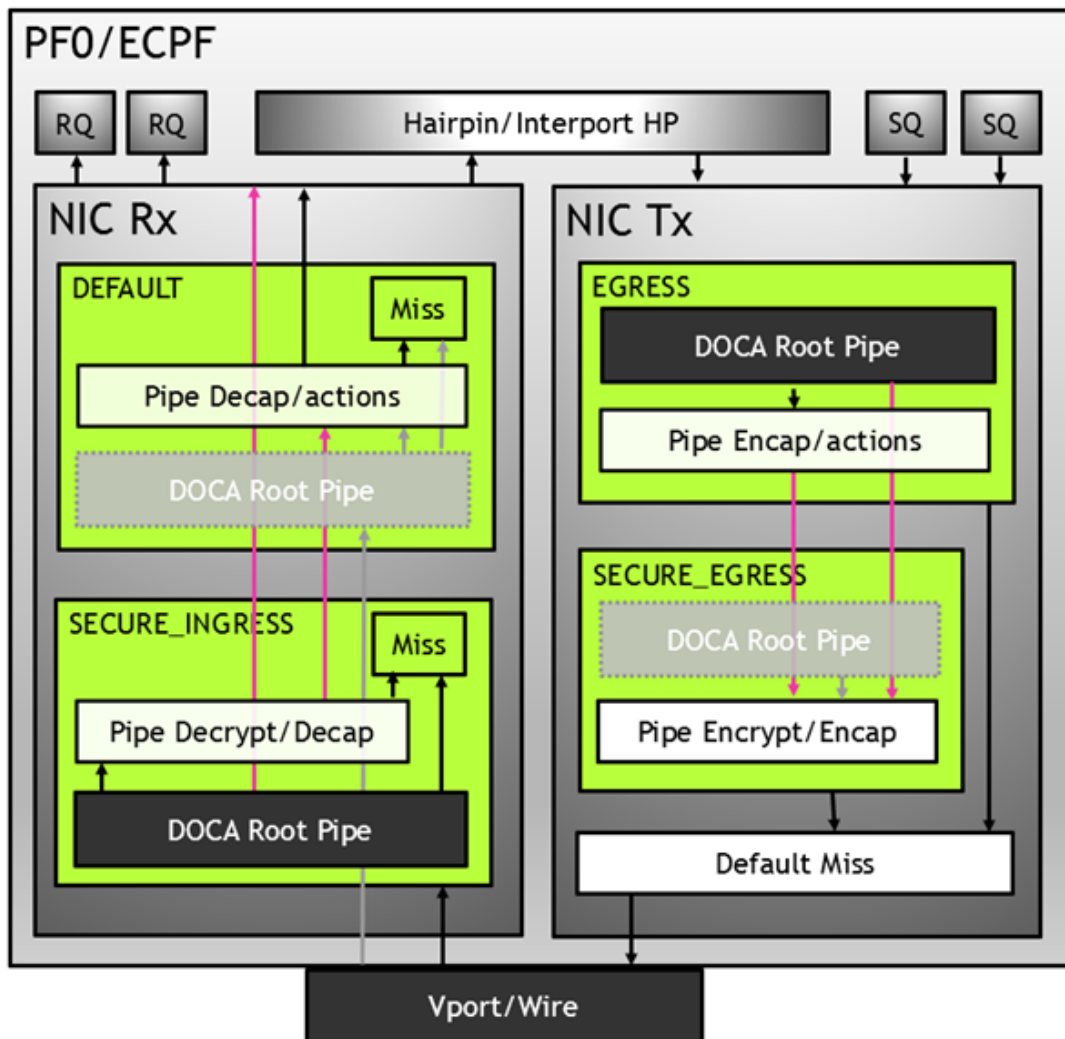 PF0/ECPF
RQ
RQ
Hairpin/Interport HP
SQ
SQ
NIC Rx
DEFAULT
Miss
Pipe Decap/actions
DOCA Root Pipe
SECURE_INGRESS
Miss
Pipe Decrypt/Decap
DOCA Root Pipe
NIC Tx
EGRESS
DOCA Root Pipe
Pipe Encap/actions
SECURE_EGRESS
DOCA Root Pipe
Pipe Encrypt/Encap
Default Miss
Vport/Wire